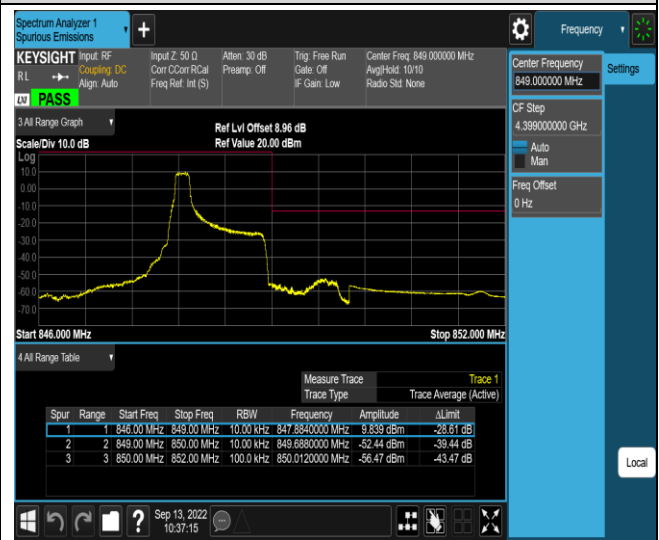 Spectrum Analyzer 1
Spurious Emissions
Frequency
KEYSIGHT
RL
Input: RF
Coupling: DC
Align: Auto
Input Z: 50 Ω
Corr CCorr RCal
Freq Ref: Int (S)
Atten: 30 dB
Preamp: Off
Trig: Free Run
Gate: Off
IF Gain: Low
Center Freq: 849.000000 MHz
Avg|Hold: 10/10
Radio Std: None
LXI PASS
Center Frequency
849.000000 MHz
Settings
CF Step
4.399000000 GHz
Auto
Man
Freq Offset
0 Hz
3 All Range Graph
Scale/Div 10.0 dB
Ref Lvl Offset 8.96 dB
Ref Value 20.00 dBm
Log
10.0
0.00
-10.0
-20.0
-30.0
-40.0
-50.0
-60.0
-70.0
Start 846.000 MHz
Stop 852.000 MHz
4 All Range Table
Measure Trace Trace 1
Trace Type Trace Average (Active)
Spur Range Start Freq Stop Freq RBW Frequency Amplitude ΔLimit
1 1 846.00 MHz 849.00 MHz 10.00 kHz 847.8840000 MHz 9.839 dBm -28.61 dB
2 2 849.00 MHz 850.00 MHz 10.00 kHz 849.6880000 MHz -52.44 dBm -39.44 dB
3 3 850.00 MHz 852.00 MHz 100.0 kHz 850.0120000 MHz -56.47 dBm -43.47 dB
Local
Sep 13, 2022
10:37:15